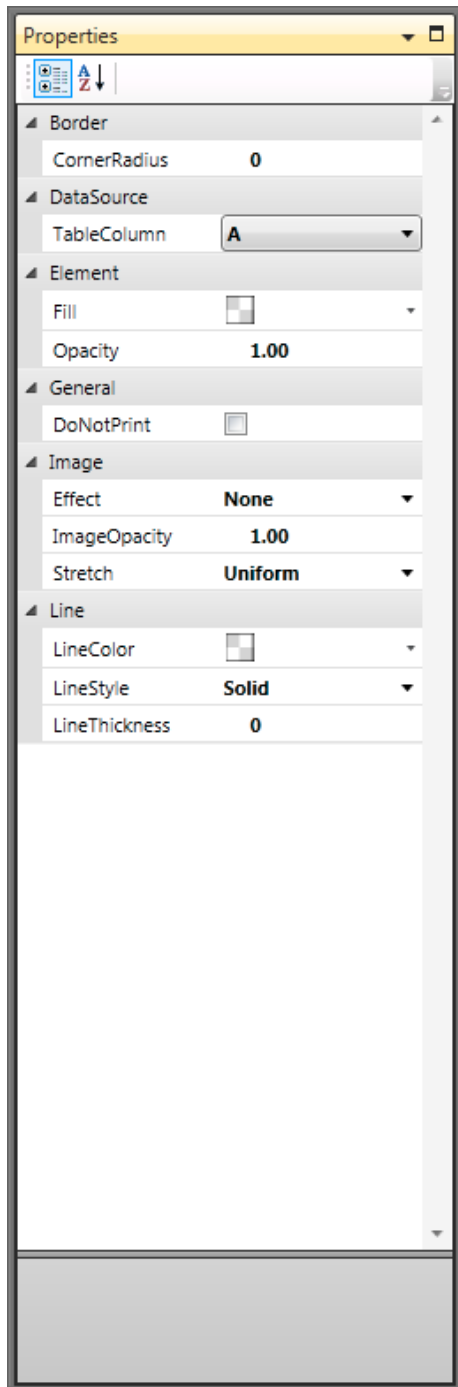 Properties
A
Z
Border
CornerRadius 0
DataSource
TableColumn A
Element
Fill
Opacity 1.00
General
DoNotPrint
Image
Effect None
ImageOpacity 1.00
Stretch Uniform
Line
LineColor
LineStyle Solid
LineThickness 0